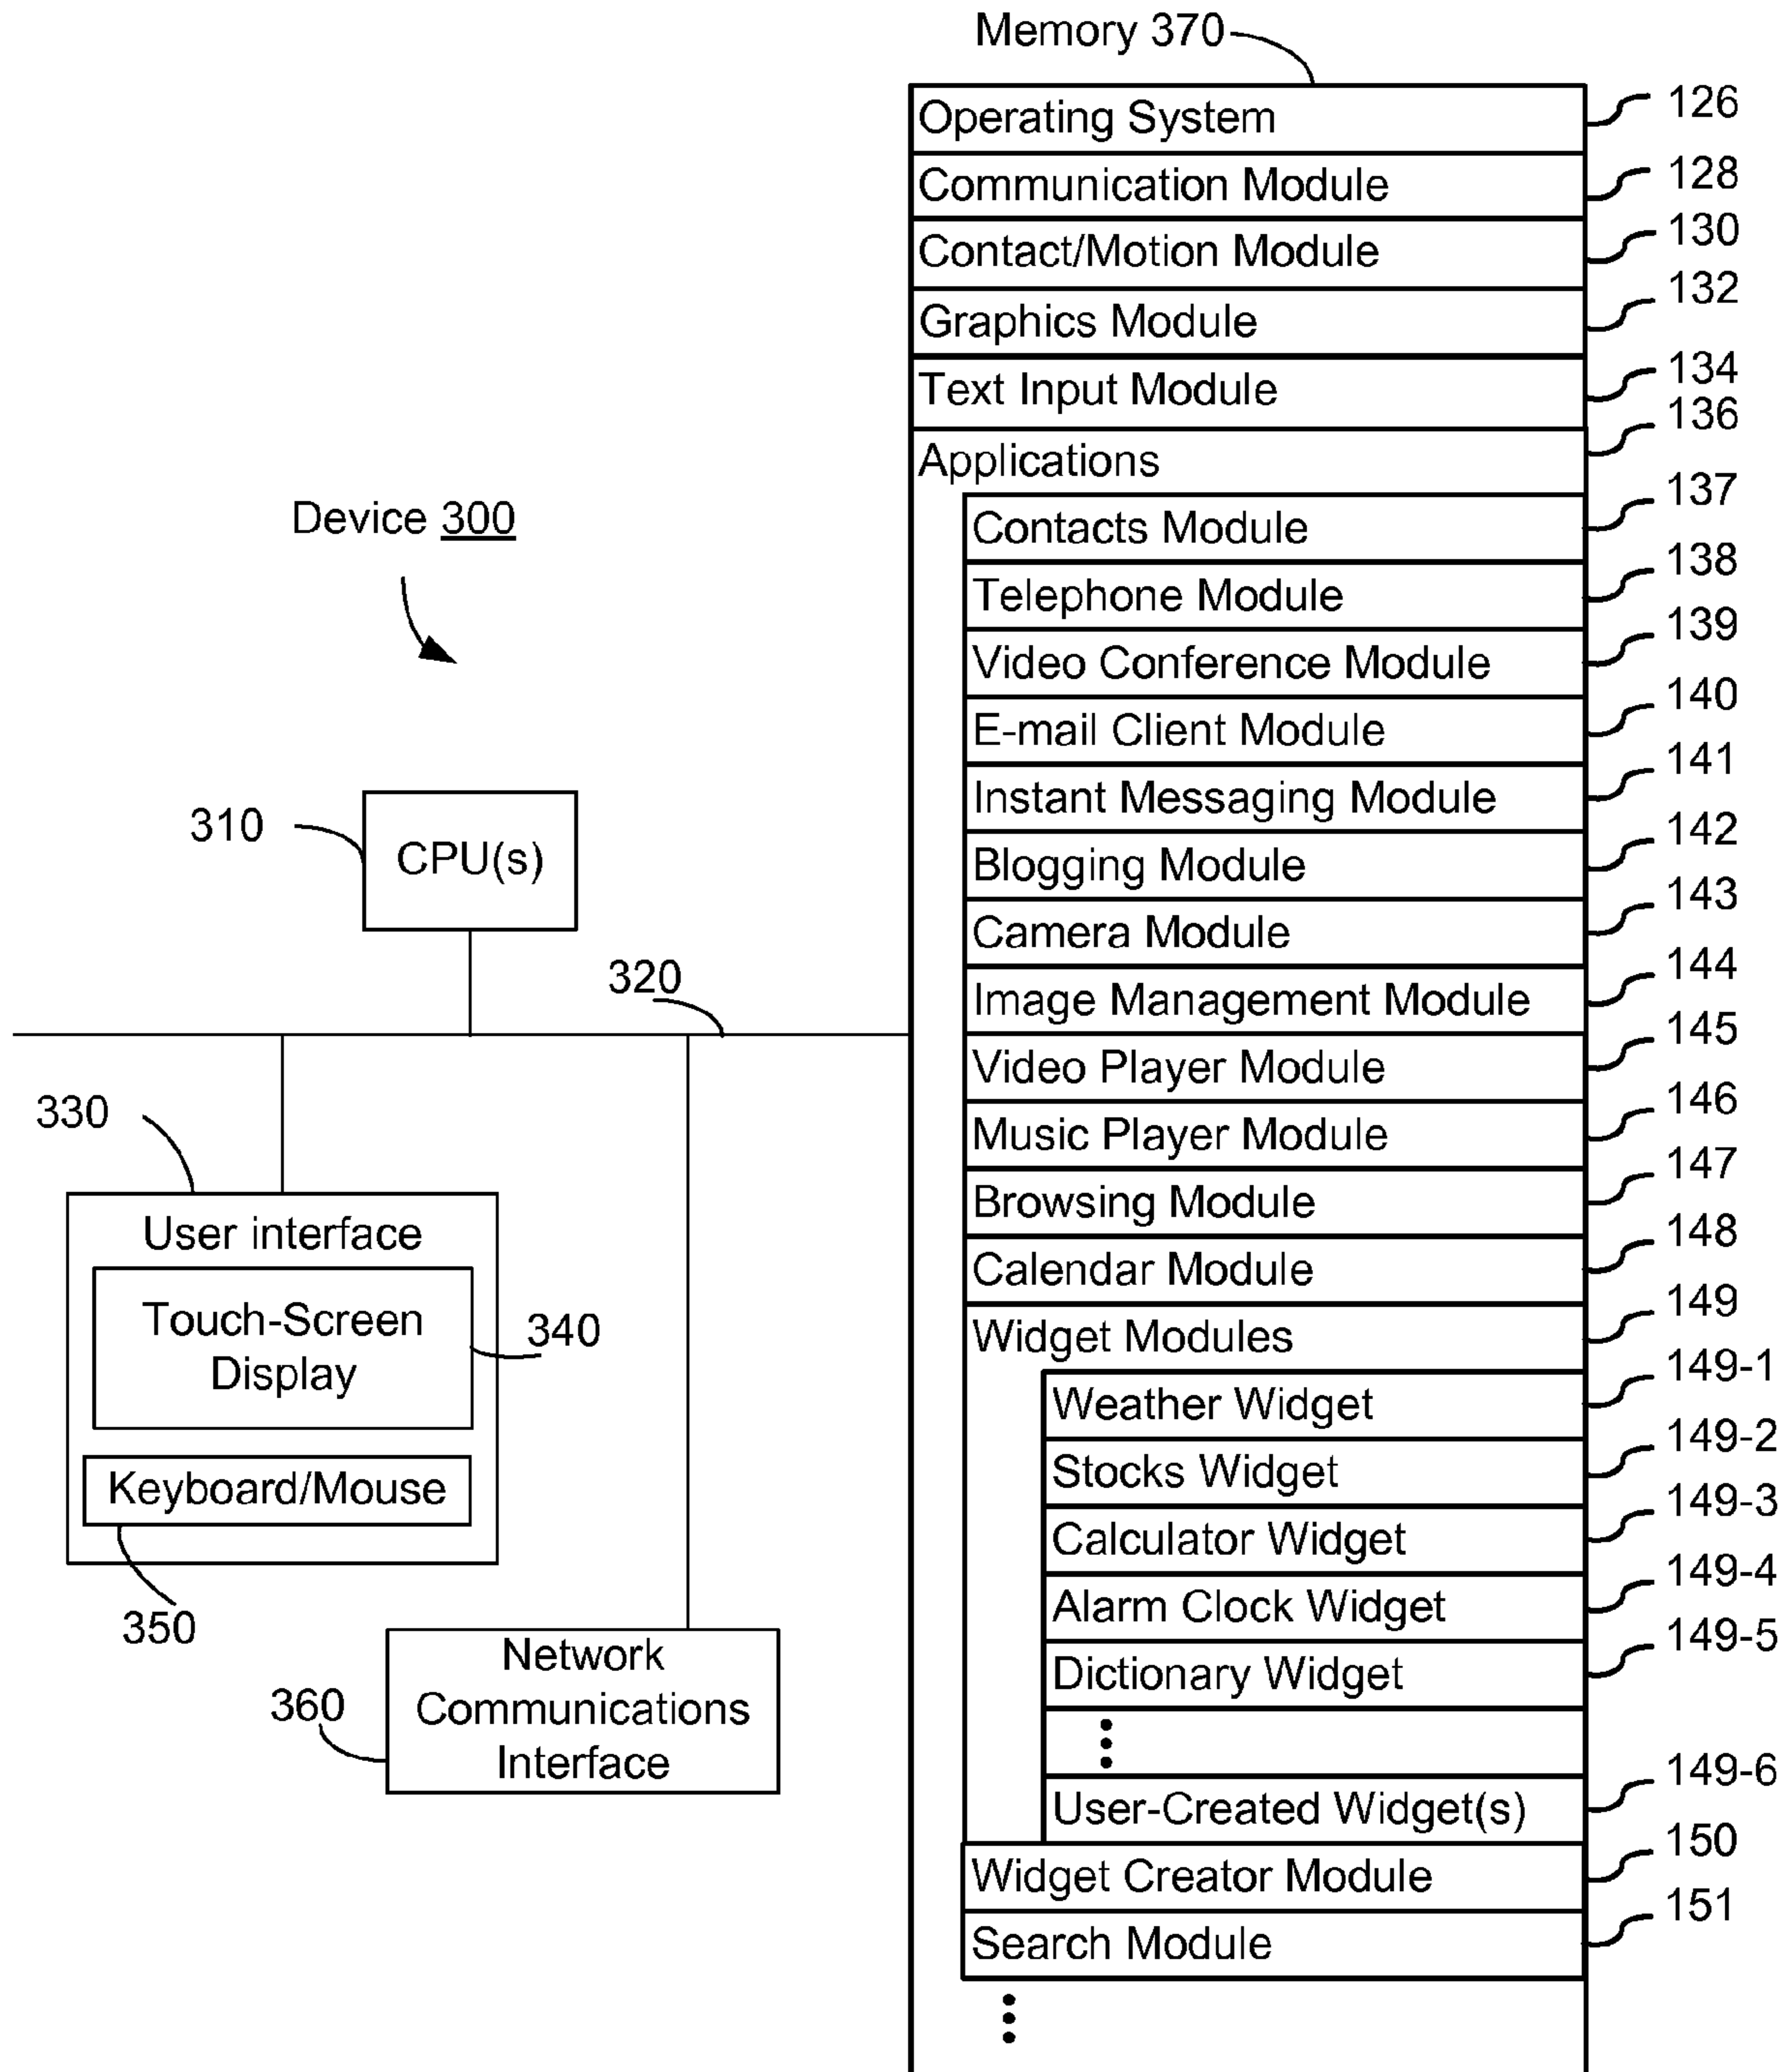 Memory 370
Operating System 126
Communication Module 128
Contact/Motion Module 130
Graphics Module 132
Text Input Module 134
Applications 136
Contacts Module 137
Telephone Module 138
Video Conference Module 139
E-mail Client Module 140
Instant Messaging Module 141
Blogging Module 142
Camera Module 143
Image Management Module 144
Video Player Module 145
Music Player Module 146
Browsing Module 147
Calendar Module 148
Widget Modules 149
Weather Widget 149-1
Stocks Widget 149-2
Calculator Widget 149-3
Alarm Clock Widget 149-4
Dictionary Widget 149-5
User-Created Widget(s) 149-6
Widget Creator Module 150
Search Module 151
Device 300
310
CPU(s)
320
330
User interface
Touch-Screen
Display
340
Keyboard/Mouse
350
Network
Communications
Interface
360